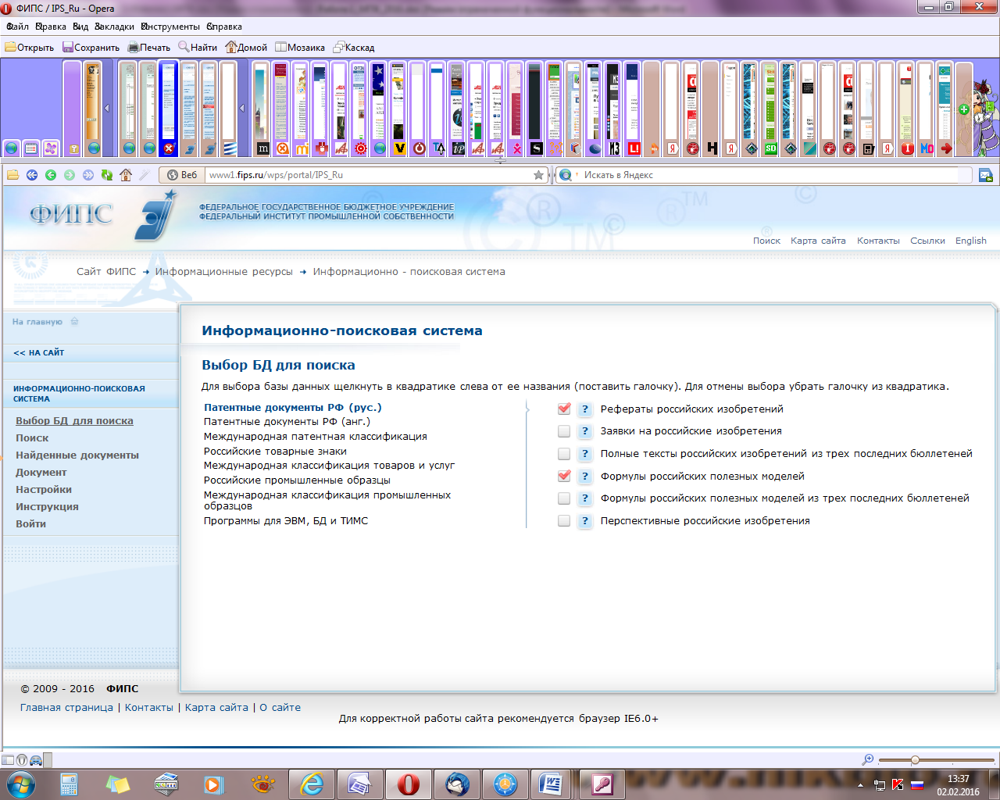 ФИПС / IPS_Ru - Opera
Файл Правка Вид Закладки Инструменты Справка
Открыть Сохранить Печать Найти Домой Мозаика Каскад
Веб www1.fips.ru/wps/portal/IPS_Ru Искать в Яндекс
ФИПС
ФЕДЕРАЛЬНОЕ ГОСУДАРСТВЕННОЕ БЮДЖЕТНОЕ УЧРЕЖДЕНИЕ
ФЕДЕРАЛЬНЫЙ ИНСТИТУТ ПРОМЫШЛЕННОЙ СОБСТВЕННОСТИ
Поиск Карта сайта Контакты Ссылки English
Сайт ФИПС → Информационные ресурсы → Информационно - поисковая система
На главную
<< НА САЙТ
ИНФОРМАЦИОННО-ПОИСКОВАЯ
СИСТЕМА
Выбор БД для поиска
Поиск
Найденные документы
Документ
Настройки
Инструкция
Войти
Информационно-поисковая система
Выбор БД для поиска
Для выбора базы данных щелкнуть в квадратике слева от ее названия (поставить галочку). Для отмены выбора убрать галочку из квадратика.
Патентные документы РФ (рус.)
Патентные документы РФ (анг.)
Международная патентная классификация
Российские товарные знаки
Международная классификация товаров и услуг
Российские промышленные образцы
Международная классификация промышленных
образцов
Программы для ЭВМ, БД и ТИМС
? Рефераты российских изобретений
? Заявки на российские изобретения
? Полные тексты российских изобретений из трех последних бюллетеней
? Формулы российских полезных моделей
? Формулы российских полезных моделей из трех последних бюллетеней
? Перспективные российские изобретения
© 2009 - 2016 ФИПС
Главная страница | Контакты | Карта сайта | О сайте
Для корректной работы сайта рекомендуется браузер IE6.0+
13:37
02.02.2016